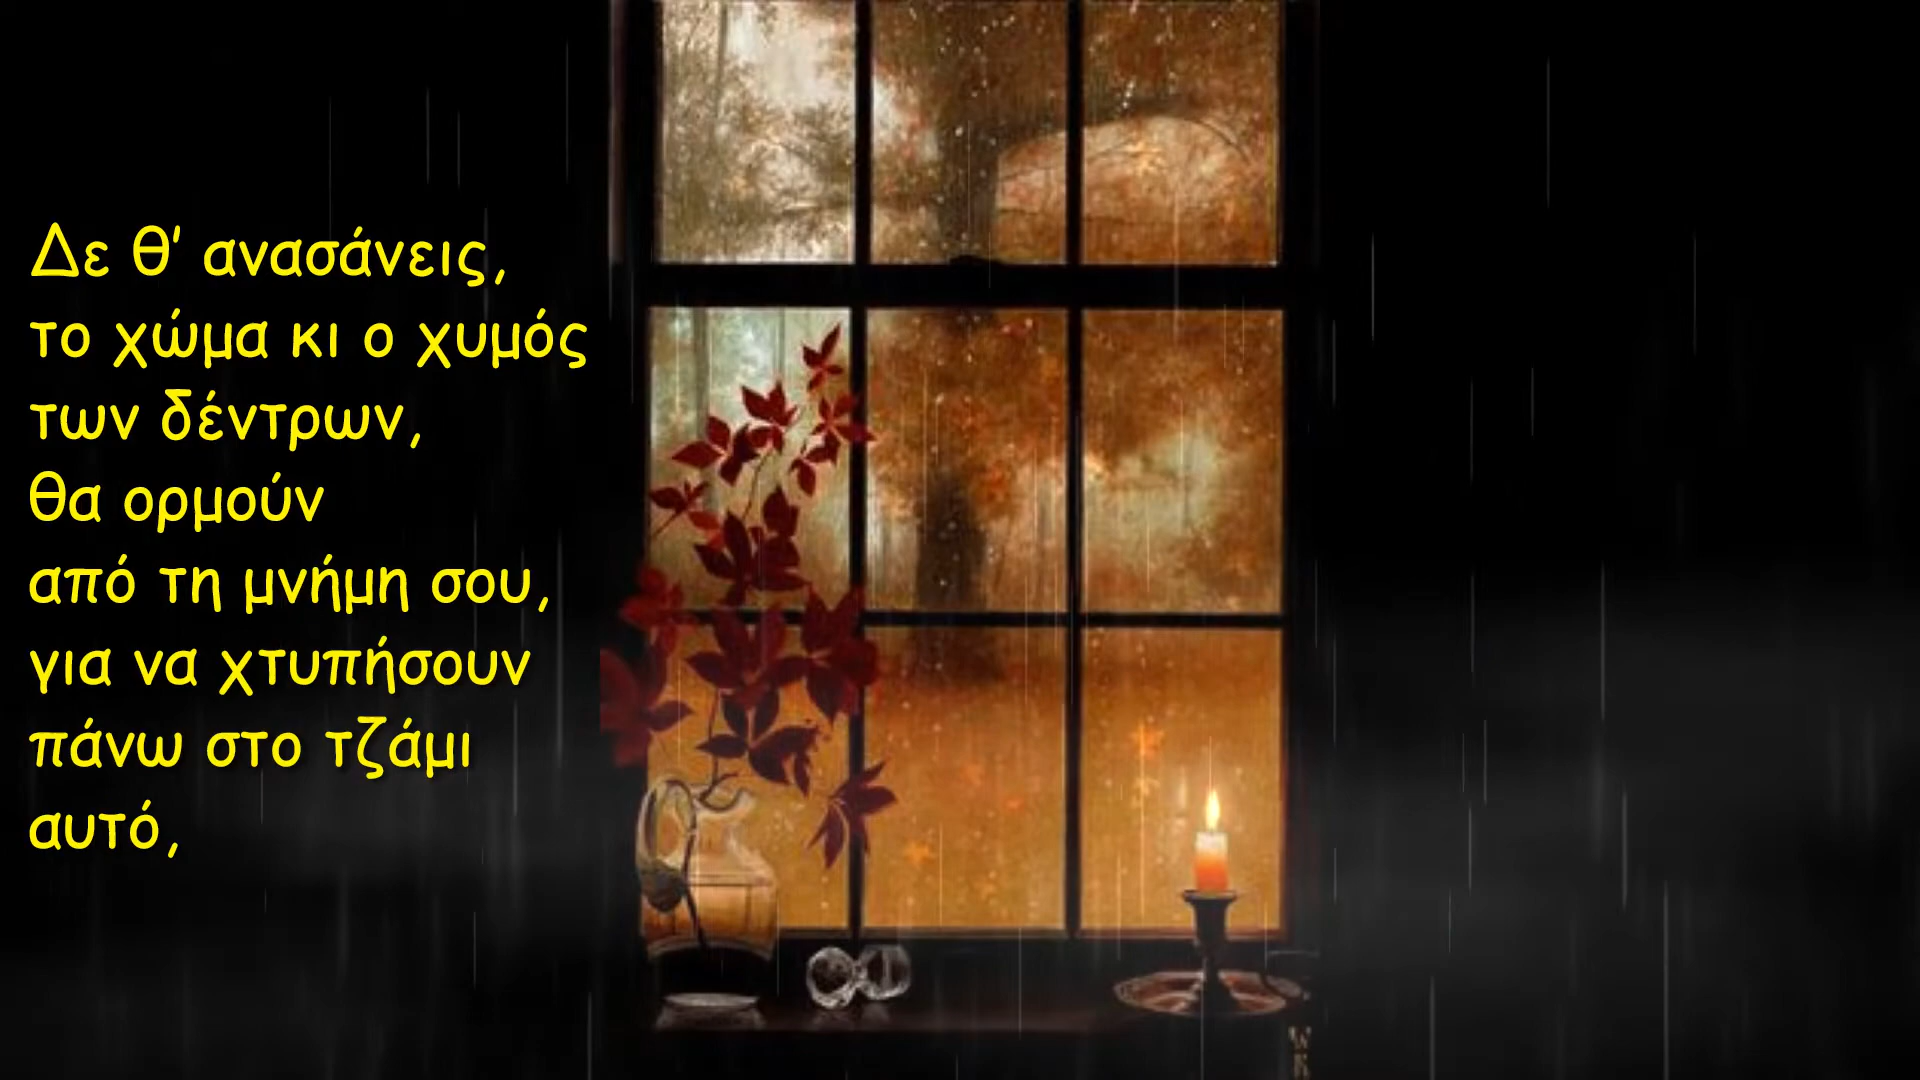 Δε θ' ανασάνεις,
το χώμα κι ο χυμός
των δέντρων,
θα ορμούν
από τη μνήμη σου,
για να χτυπήσουν
πάνω στο τζάμι
αυτό,